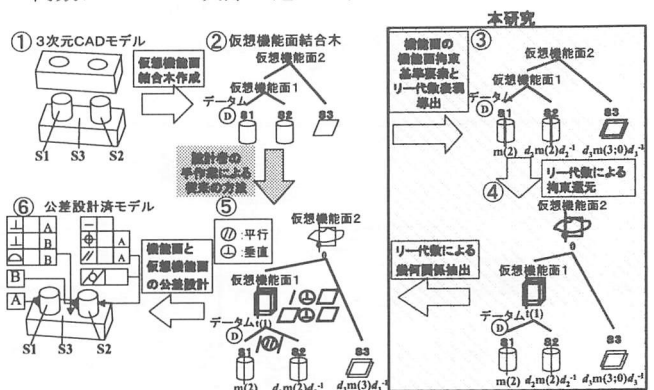 本研究
① 3次元CADモデル
仮想機能面
結合木作成
② 仮想機能面結合木
仮想機能面2
仮想機能面1
データム
D
S1
S2
S3
S1
S3
S2
機能面の
機能面拘束
基準要素と
リー代数表現
導出
③
仮想機能面2
仮想機能面1
データム
D
S1
S2
S3
m(2)
d₂m(2)d₂⁻¹
d₃m(3;0)d₃⁻¹
設計者の
手作業による
従来の方法
④
リー代数による
拘束還元
仮想機能面2
0
仮想機能面1
データム t(1)
D
S1
S2
S3
m(2)
d₂m(2)d₂⁻¹
d₃m(3;0)d₃⁻¹
リー代数による
幾何関係抽出
⑤
:平行
:垂直
仮想機能面2
0
仮想機能面1
データム t(1)
D
S1
S2
S3
m(2)
d₂m(2)d₂⁻¹
d₃m(3)d₃⁻¹
機能面と
仮想機能面
の公差設計
⑥ 公差設計済モデル
A
B
B
A
A
B
A
S1
S3
S2